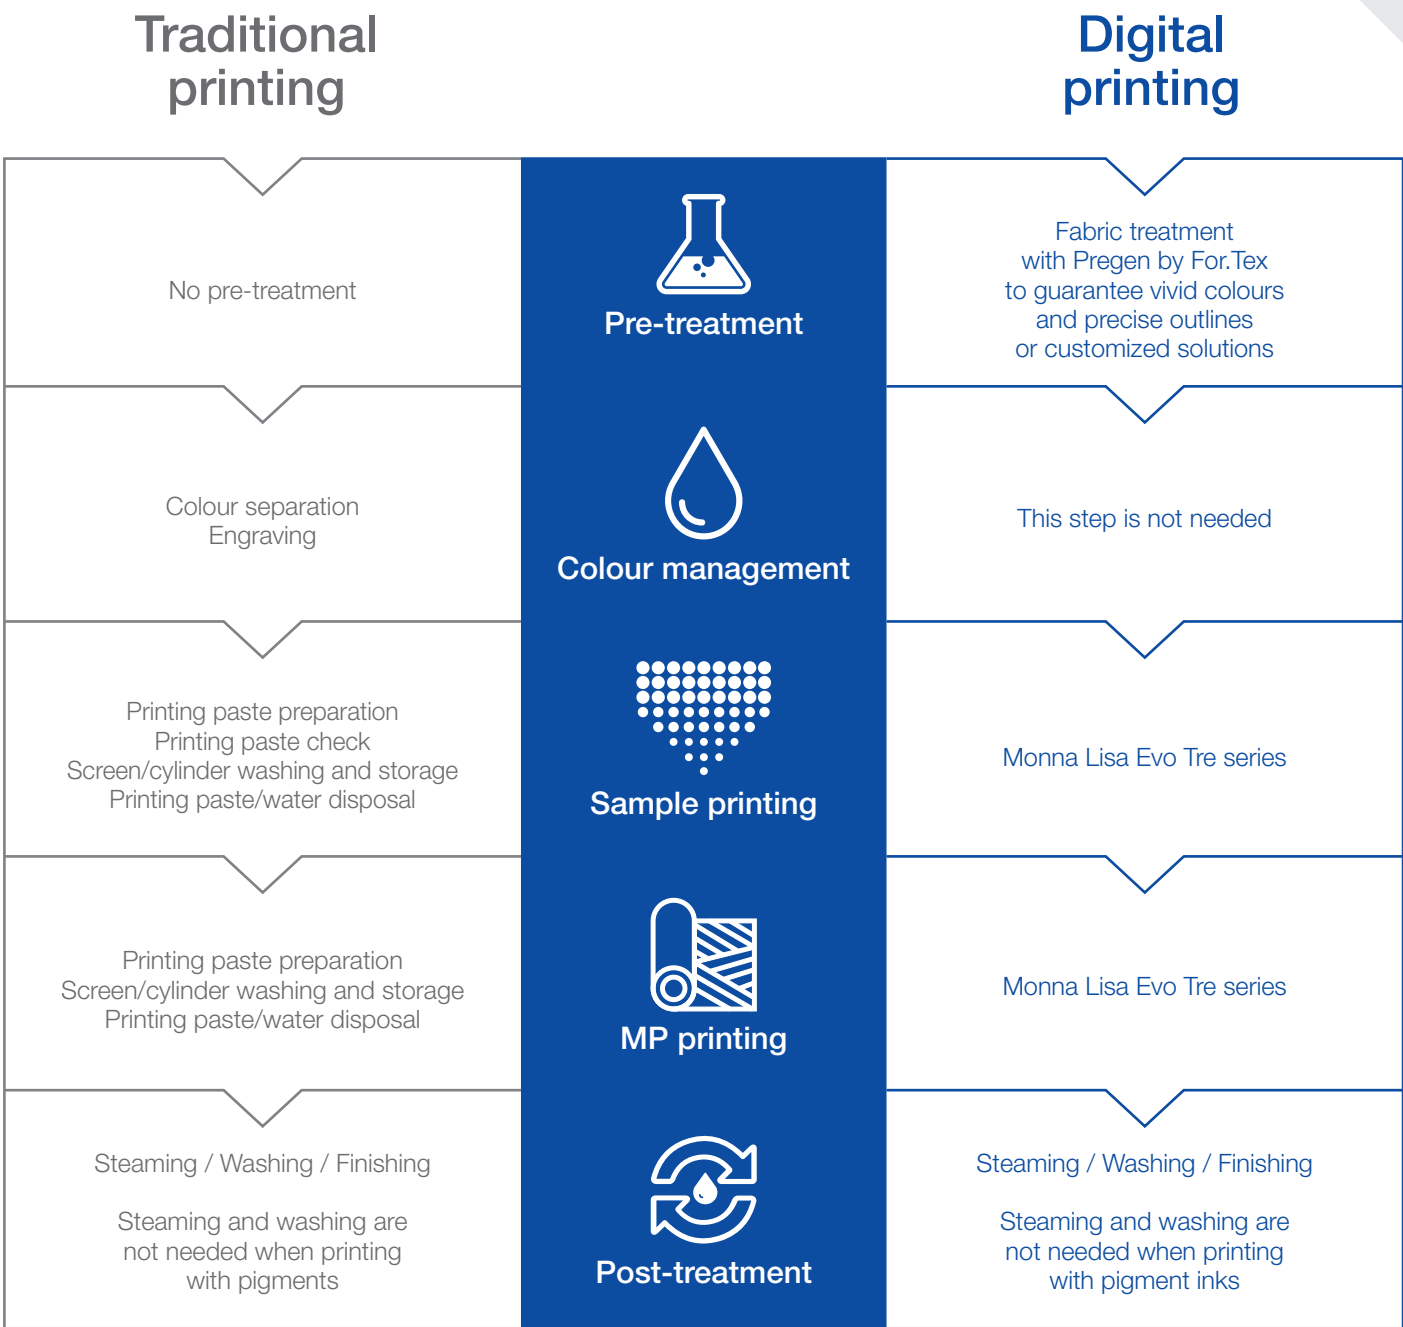 Traditional
printing
Digital
printing
No pre-treatment
Pre-treatment
Fabric treatment
with Pregen by For.Tex
to guarantee vivid colours
and precise outlines
or customized solutions
Colour separation
Engraving
Colour management
This step is not needed
Printing paste preparation
Printing paste check
Screen/cylinder washing and storage
Printing paste/water disposal
Sample printing
Monna Lisa Evo Tre series
Printing paste preparation
Screen/cylinder washing and storage
Printing paste/water disposal
MP printing
Monna Lisa Evo Tre series
Steaming / Washing / Finishing
Steaming and washing are
not needed when printing
with pigments
Post-treatment
Steaming / Washing / Finishing
Steaming and washing are
not needed when printing
with pigment inks